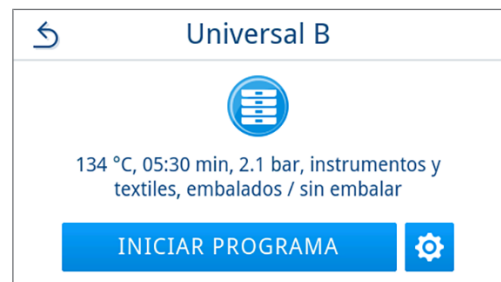 Universal B
134 °C, 05:30 min, 2.1 bar, instrumentos y
textiles, embalados / sin embalar
INICIAR PROGRAMA